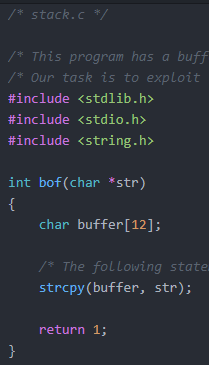 /* stack.c */
/* This program has a buff
/* Our task is to exploit
#include <stdlib.h>
#include <stdio.h>
#include <string.h>
int bof(char *str)
{
char buffer[12];
/* The following state
strcpy(buffer, str);
return 1;
}